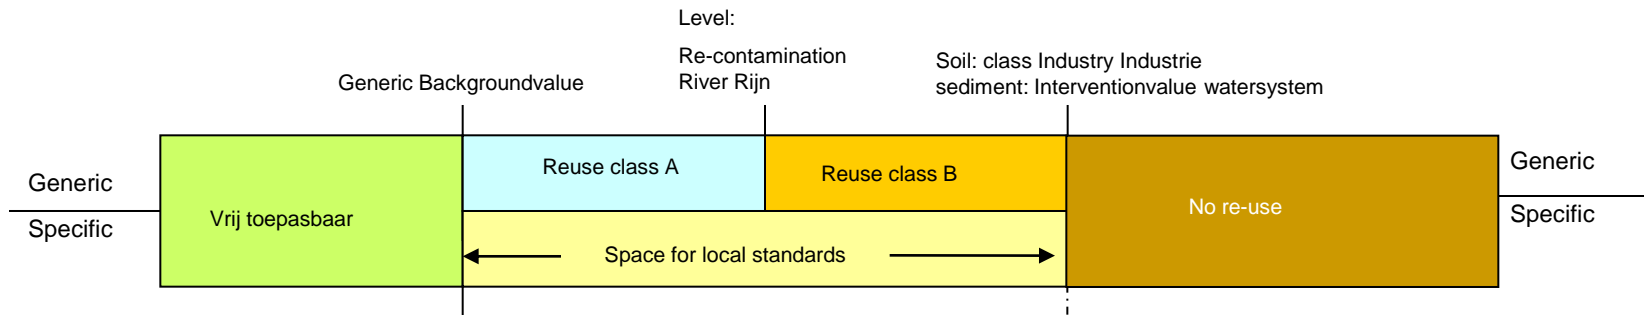 Level:
Re-contamination
River Rijn
Soil: class Industry Industrie
sediment: Interventionvalue watersystem
Generic Backgroundvalue
Generic
Specific
Vrij toepasbaar
Reuse class A
Reuse class B
Space for local standards
No re-use
Generic
Specific